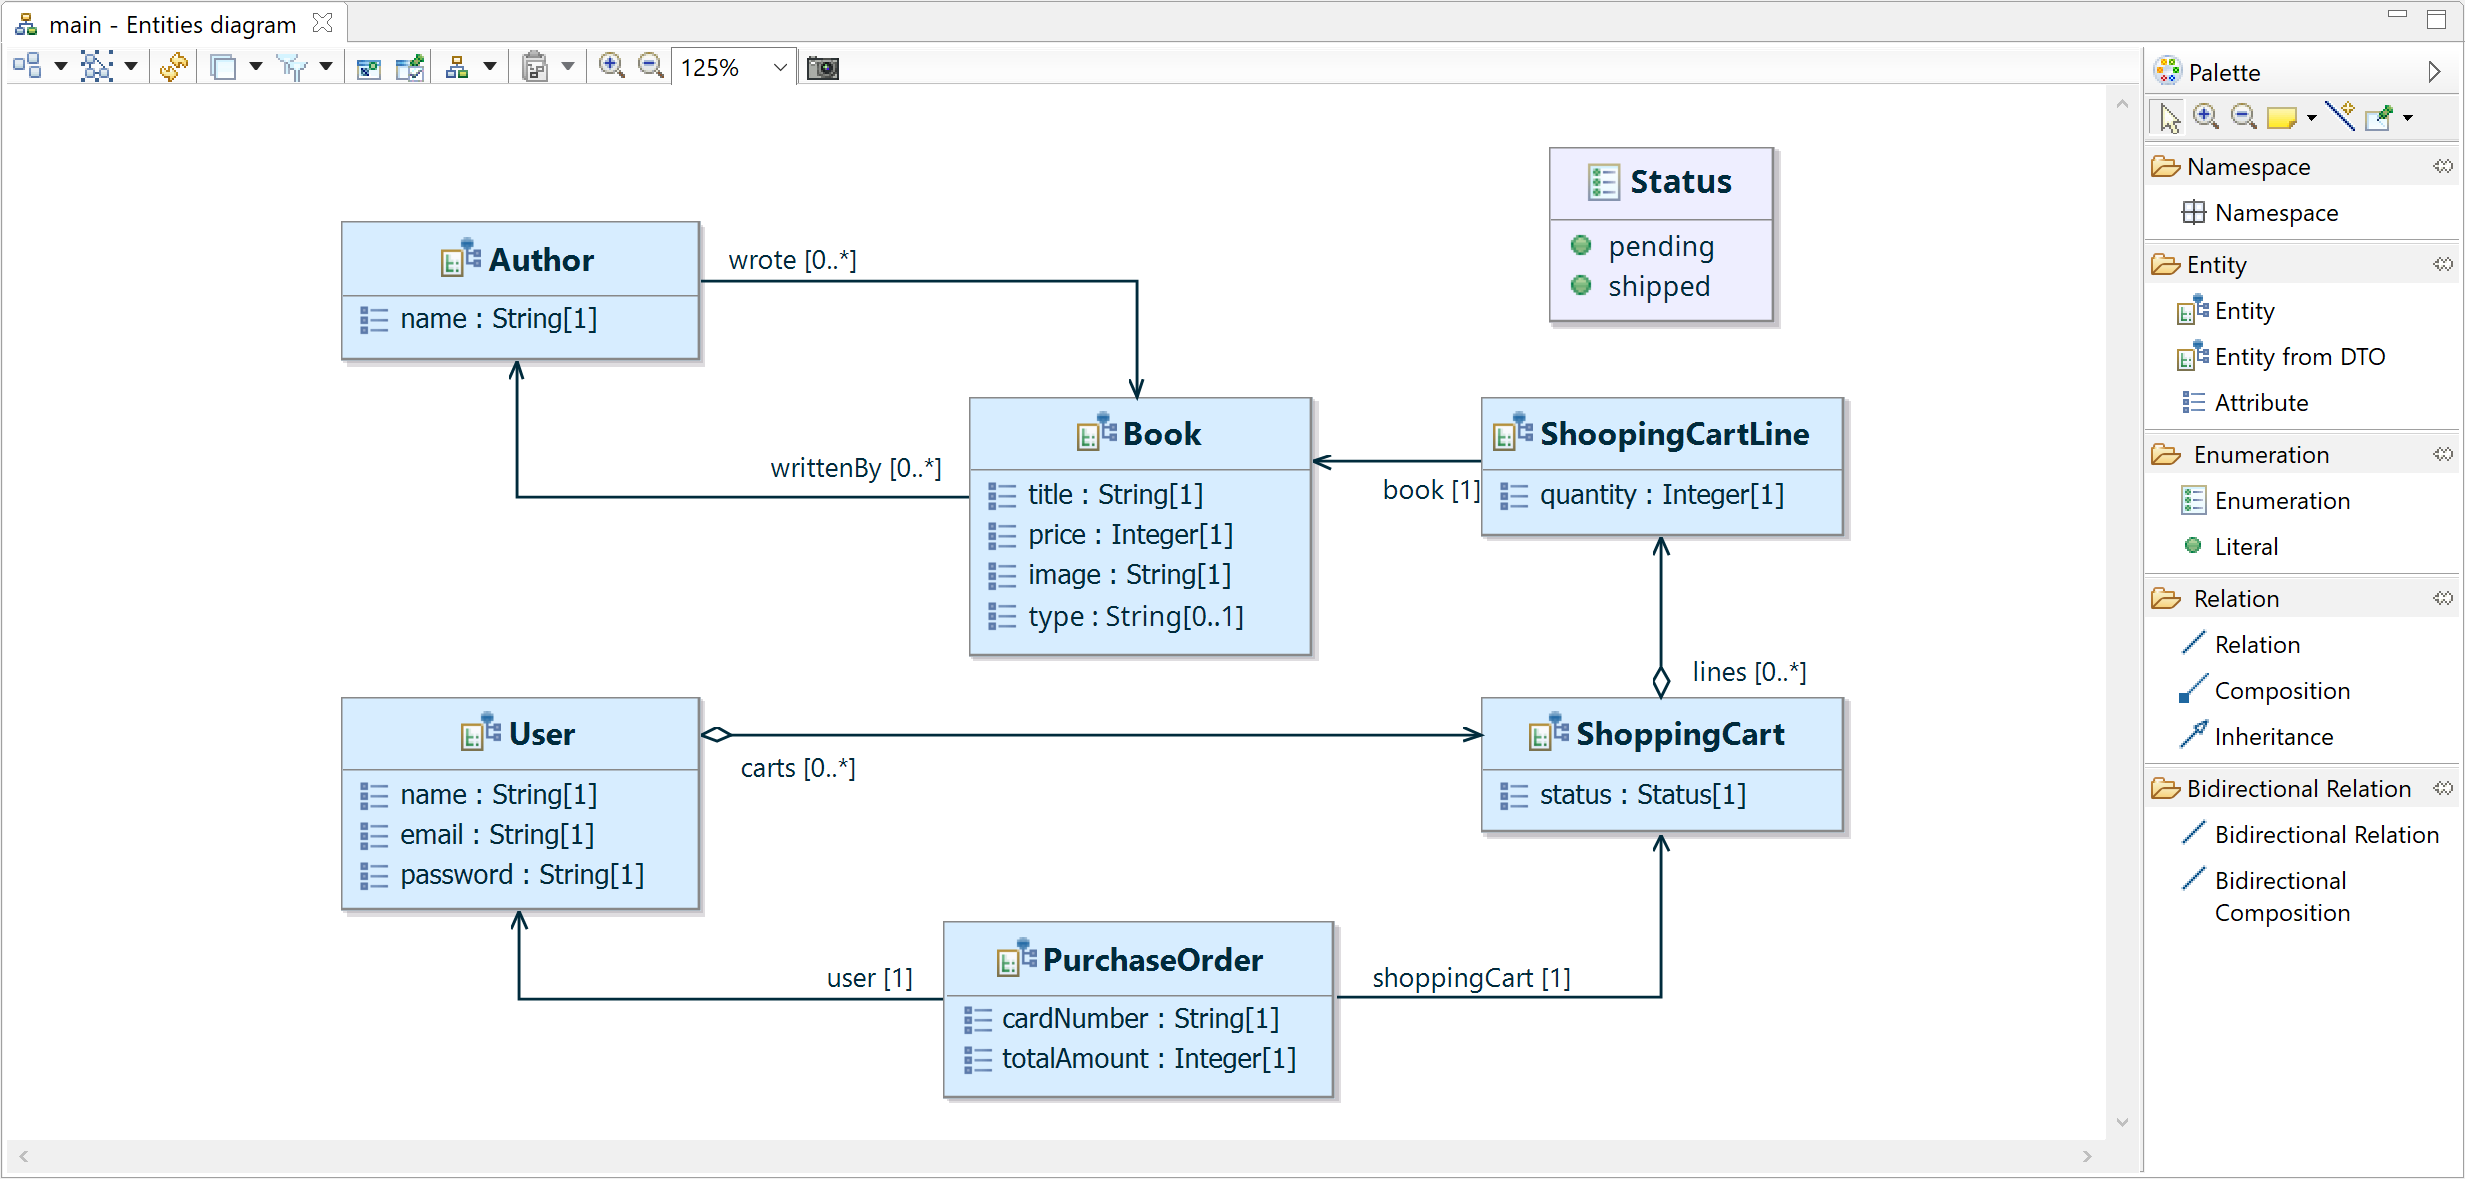 main - Entities diagram
125%
Status
pending
shipped
Author
name : String[1]
wrote [0..*]
writtenBy [0..*]
Book
title : String[1]
price : Integer[1]
image : String[1]
type : String[0..1]
ShoopingCartLine
quantity : Integer[1]
book [1]
lines [0..*]
User
name : String[1]
email : String[1]
password : String[1]
carts [0..*]
ShoppingCart
status : Status[1]
user [1]
PurchaseOrder
cardNumber : String[1]
totalAmount : Integer[1]
shoppingCart [1]
Palette
Namespace
Namespace
Entity
Entity
Entity from DTO
Attribute
Enumeration
Enumeration
Literal
Relation
Relation
Composition
Inheritance
Bidirectional Relation
Bidirectional Relation
Bidirectional
Composition